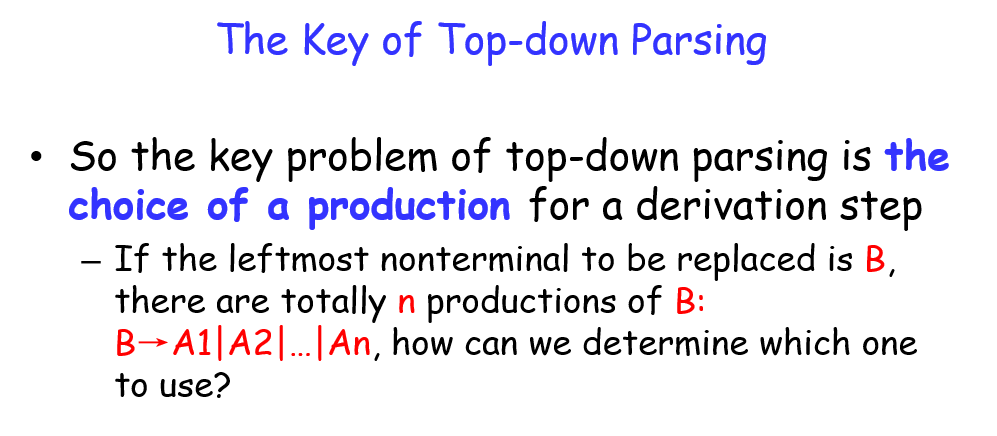 The Key of Top-down Parsing
• So the key problem of top-down parsing is the
choice of a production for a derivation step
– If the leftmost nonterminal to be replaced is B,
there are totally n productions of B:
B→A1|A2|…|An, how can we determine which one
to use?